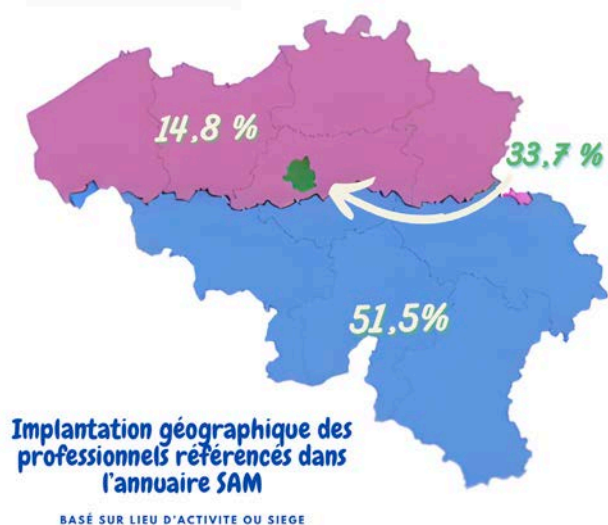 14,8 %
33,7 %
51,5%
Implantation géographique des
professionnels référencés dans
l'annuaire SAM
BASÉ SUR LIEU D'ACTIVITE OU SIEGE